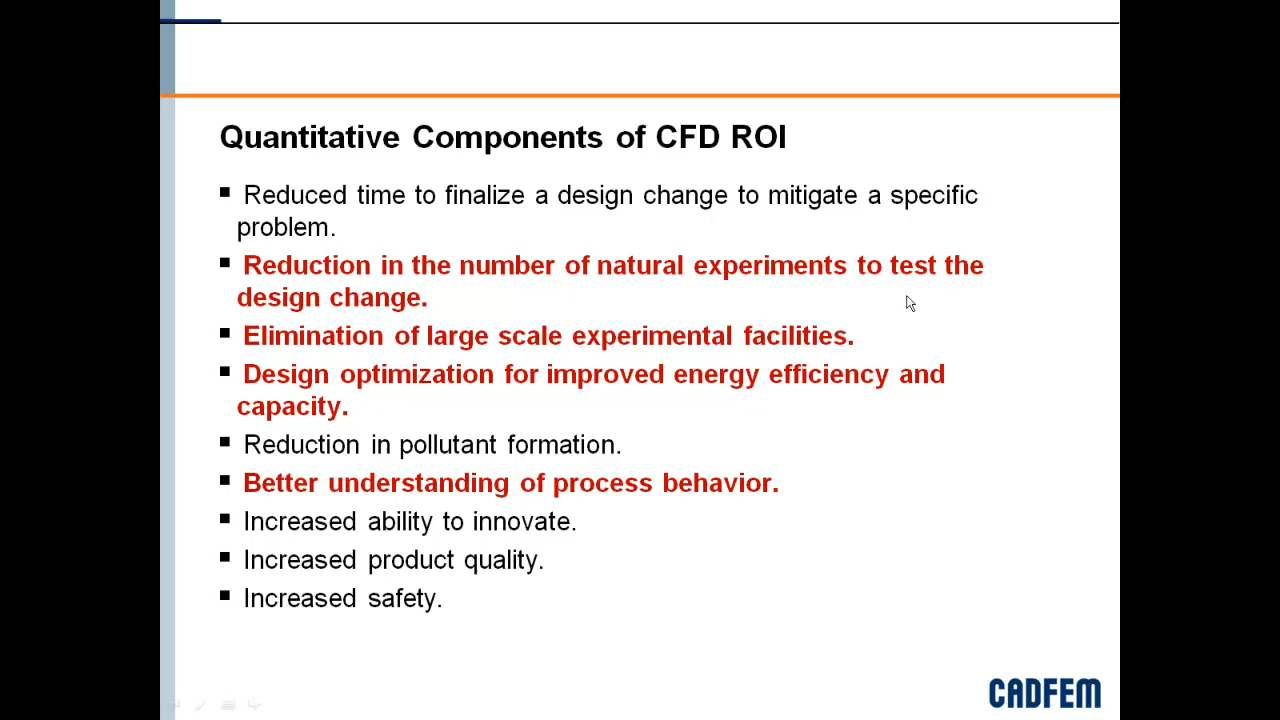 Quantitative Components of CFD ROI
Reduced time to finalize a design change to mitigate a specific
problem.
Reduction in the number of natural experiments to test the
design change.
Elimination of large scale experimental facilities.
Design optimization for improved energy efficiency and
capacity.
Reduction in pollutant formation.
Better understanding of process behavior.
Increased ability to innovate.
Increased product quality.
Increased safety.
CADFEM